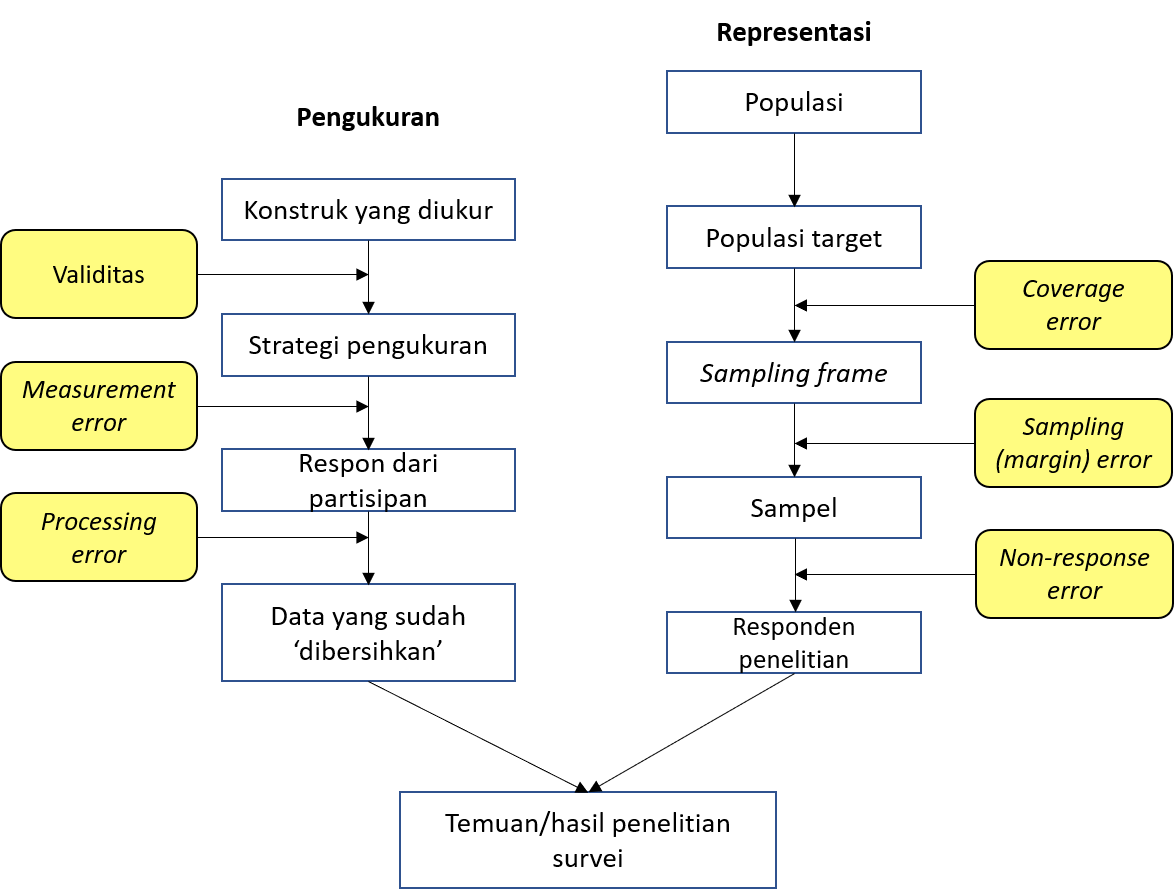 Representasi
Populasi
Populasi target
Coverage
error
Sampling frame
Sampling
(margin) error
Sampel
Non-response
error
Responden
penelitian
Pengukuran
Konstruk yang diukur
Validitas
Strategi pengukuran
Measurement
error
Respon dari
partisipan
Processing
error
Data yang sudah
‘dibersihkan’
Temuan/hasil penelitian
survei